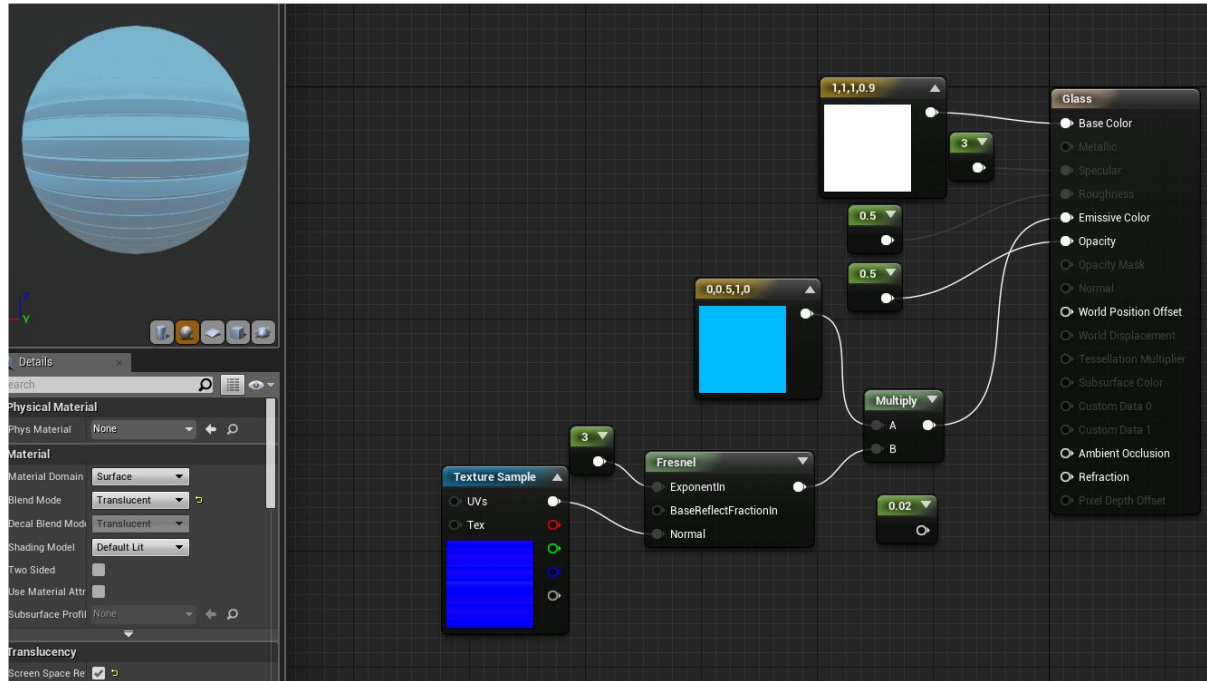 Z
Y
Details
earch
Physical Material
Phys Material None
Material
Material Domain Surface
Blend Mode Translucent
Decal Blend Mode Translucent
Shading Model Default Lit
Two Sided
Use Material Attr
Subsurface Profil None
Translucency
Screen Space Re
1,1,1,0.9
3
0.5
0.5
0,0.5,1,0
Multiply
A
B
3
Texture Sample
UVs
Tex
Fresnel
ExponentIn
BaseReflectFractionIn
Normal
0.02
Glass
Base Color
Metallic
Specular
Roughness
Emissive Color
Opacity
Opacity Mask
Normal
World Position Offset
World Displacement
Tessellation Multiplier
Subsurface Color
Custom Data 0
Custom Data 1
Ambient Occlusion
Refraction
Pixel Depth Offset